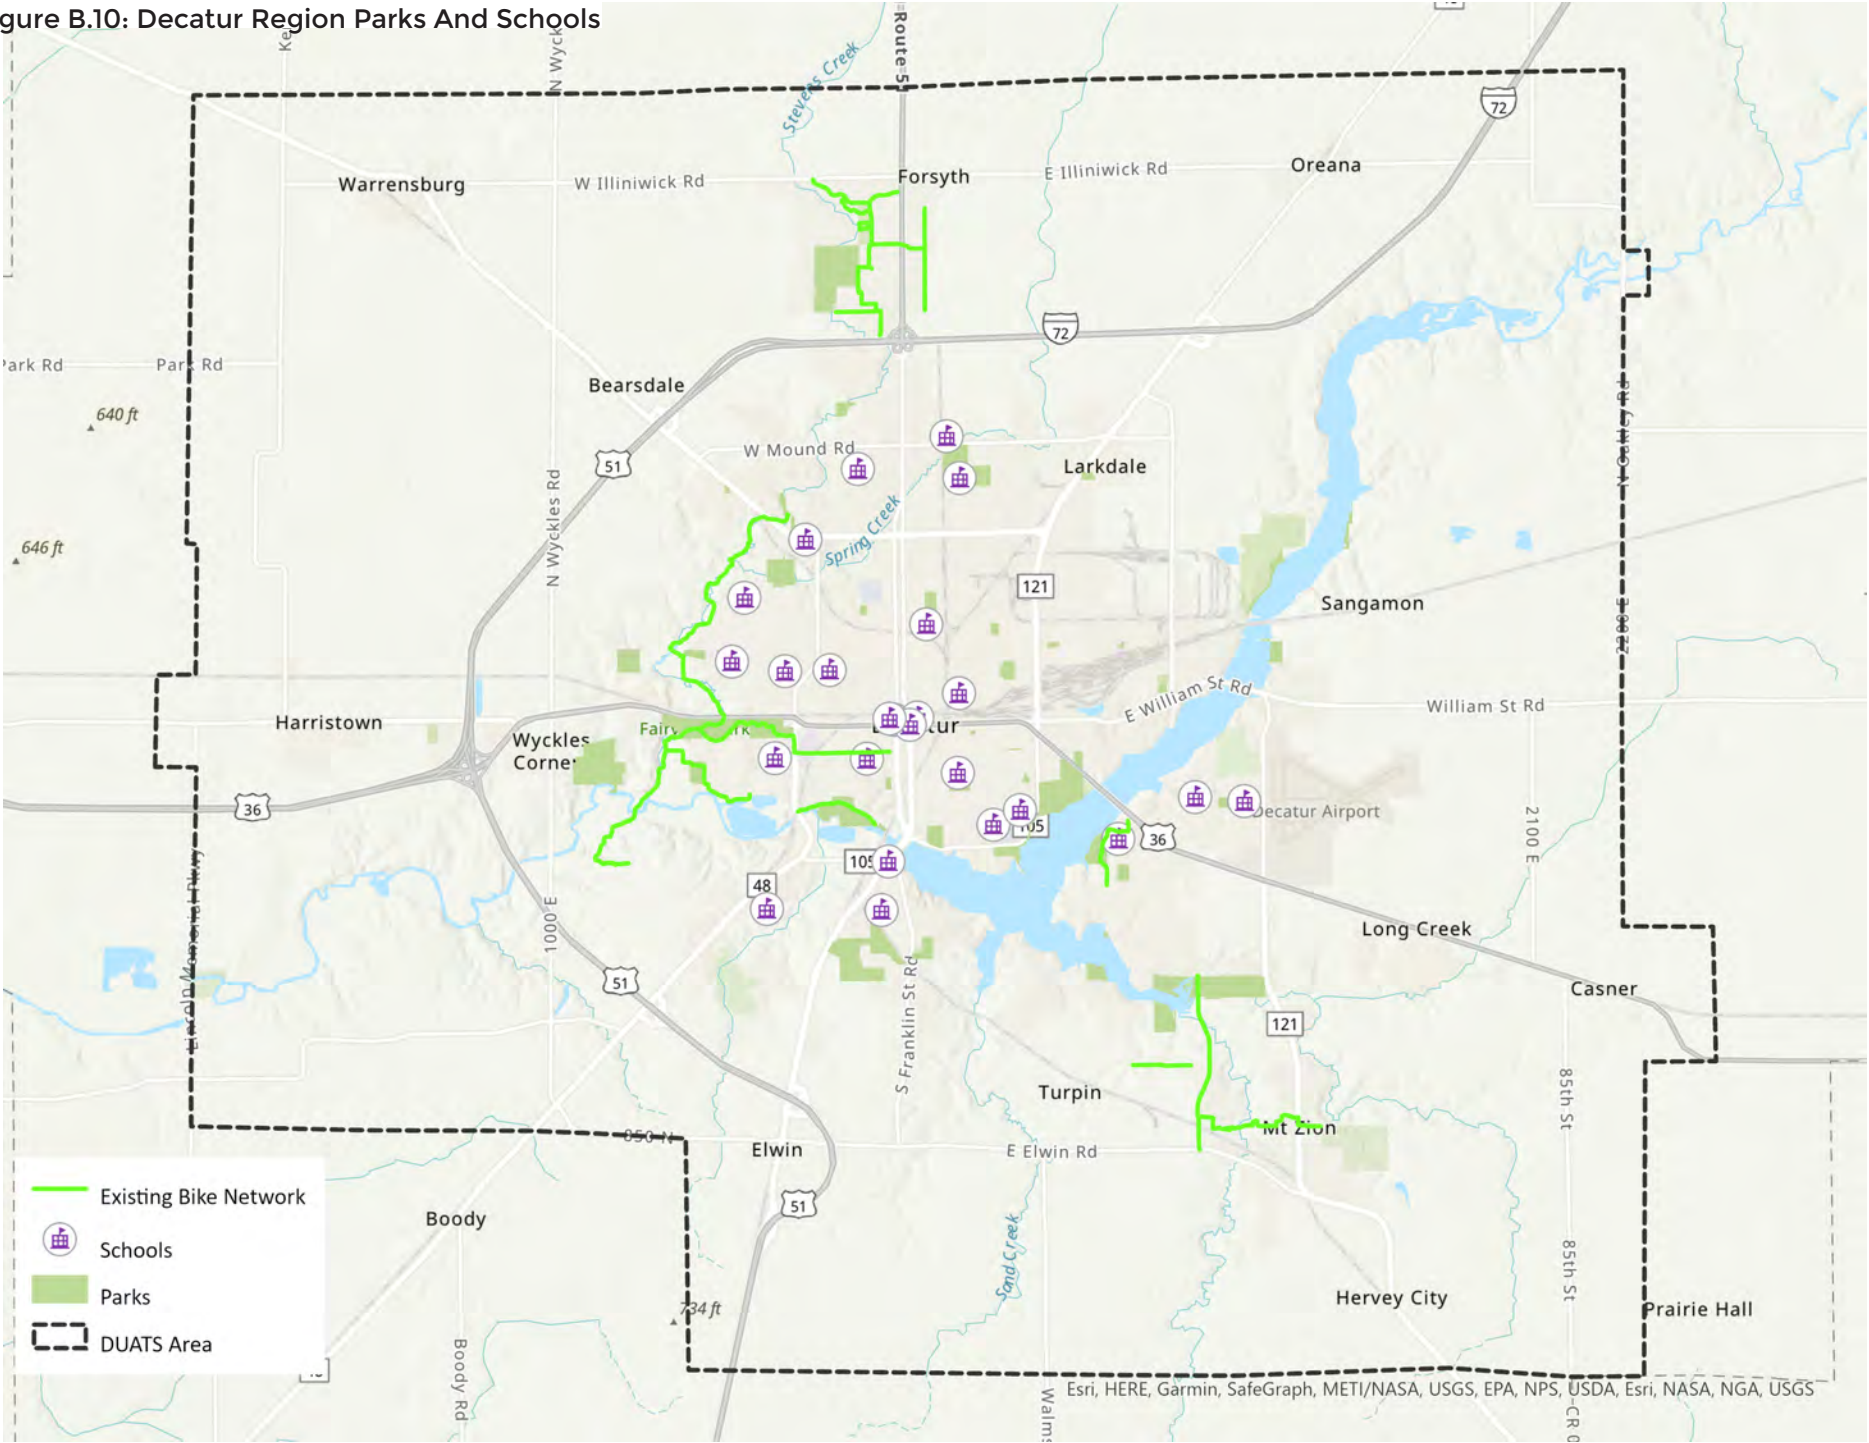 gure B.10: Decatur Region Parks And Schools
Route 51
N Wyck
Ke
Stevens Creek
72
Warrensburg
W Illiniwick Rd
Forsyth
E Illiniwick Rd
Oreana
72
Park Rd
Park Rd
Bearsdale
640 ft
W Mound Rd
51
Larkdale
N Wyckles Rd
Spring Creek
646 ft
121
Sangamon
E William St Rd
William St Rd
Harristown
Wyckles
Corner
36
Decatur Airport
105
36
105
48
2100 E
1000 E
Long Creek
51
Casner
S Franklin St Rd
121
Turpin
85th St
850 N
Elwin
E Elwin Rd
Mt Zion
51
Boody
Sand Creek
85th St
Hervey City
Prairie Hall
734 ft
Boody Rd
Walms
Existing Bike Network
Schools
Parks
DUATS Area
Esri, HERE, Garmin, SafeGraph, METI/NASA, USGS, EPA, NPS, USDA, Esri, NASA, NGA, USGS